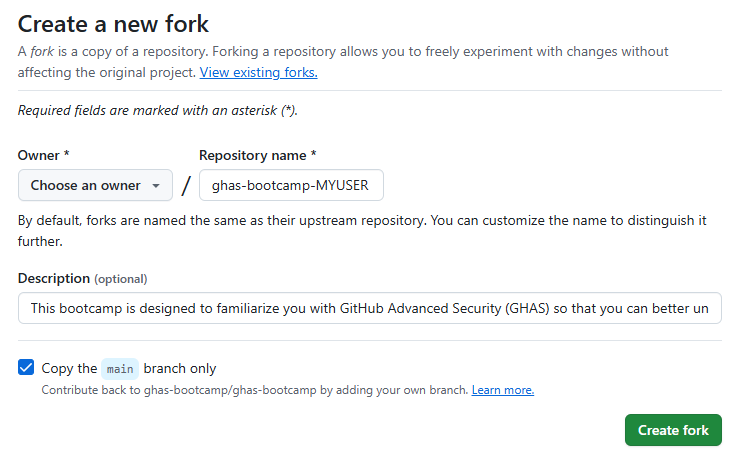 Create a new fork
A fork is a copy of a repository. Forking a repository allows you to freely experiment with changes without
affecting the original project. View existing forks.
Required fields are marked with an asterisk (*).
Owner * Repository name *
Choose an owner / ghas-bootcamp-MYUSER
By default, forks are named the same as their upstream repository. You can customize the name to distinguish it
further.
Description (optional)
This bootcamp is designed to familiarize you with GitHub Advanced Security (GHAS) so that you can better un
Copy the main branch only
Contribute back to ghas-bootcamp/ghas-bootcamp by adding your own branch. Learn more.
Create fork